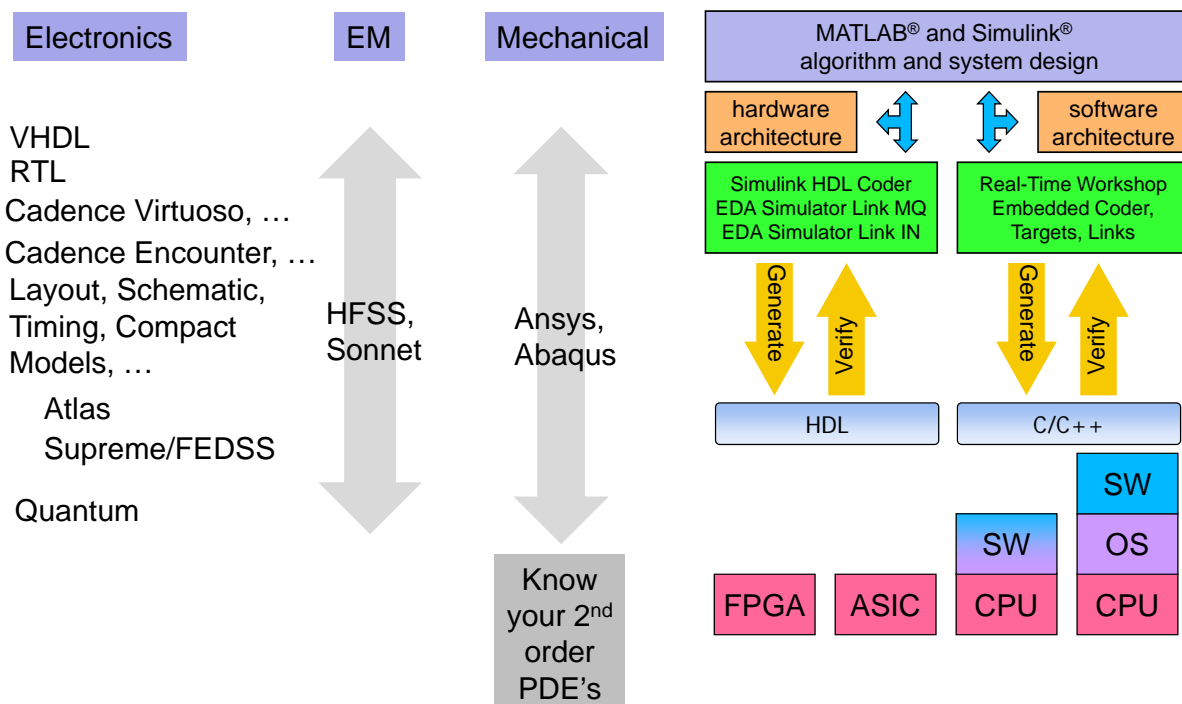 Electronics
VHDL
RTL
Cadence Virtuoso, …
Cadence Encounter, …
Layout, Schematic,
Timing, Compact
Models, …
Atlas
Supreme/FEDSS
Quantum
EM
HFSS,
Sonnet
Mechanical
Ansys,
Abaqus
Know
your 2nd
order
PDE's
MATLAB® and Simulink®
algorithm and system design
hardware
architecture
software
architecture
Simulink HDL Coder
EDA Simulator Link MQ
EDA Simulator Link IN
Real-Time Workshop
Embedded Coder,
Targets, Links
Generate
Verify
Generate
Verify
HDL
C/C++
SW
SW
OS
FPGA
ASIC
CPU
CPU